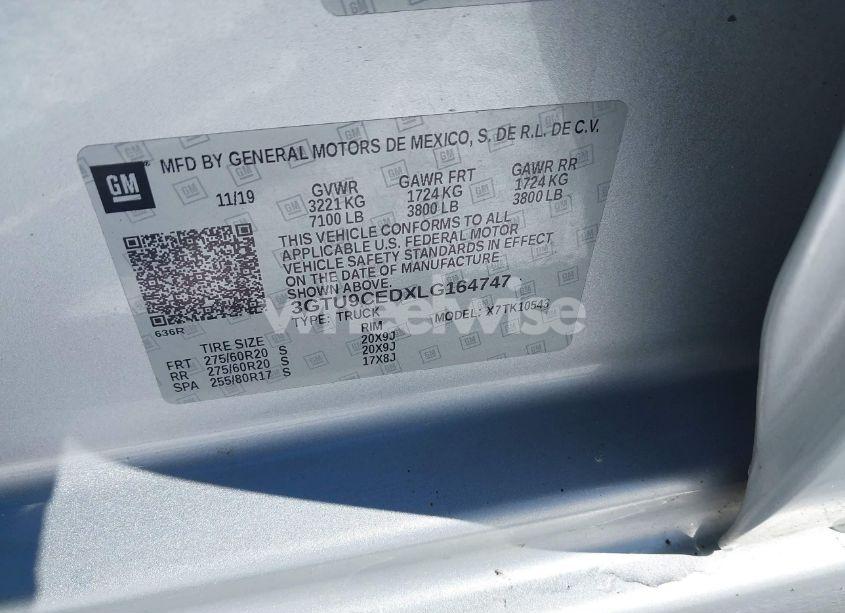 GM
MFD BY GENERAL MOTORS DE MEXICO, S. DE R.L. DE C.V.
11/19
GVWR
3221 KG
7100 LB
GAWR FRT
1724 KG
3800 LB
GAWR RR
1724 KG
3800 LB
THIS VEHICLE CONFORMS TO ALL
APPLICABLE U.S. FEDERAL MOTOR
VEHICLE SAFETY STANDARDS IN EFFECT
ON THE DATE OF MANUFACTURE
SHOWN ABOVE.
3GTU9CEDXLG164747
TYPE: TRUCK
MODEL: X7TK10543
636R
TIRE SIZE RIM
FRT 275/60R20 S 20X9J
RR 275/60R20 S 20X9J
SPA 255/80R17 S 17X8J
wheelwise